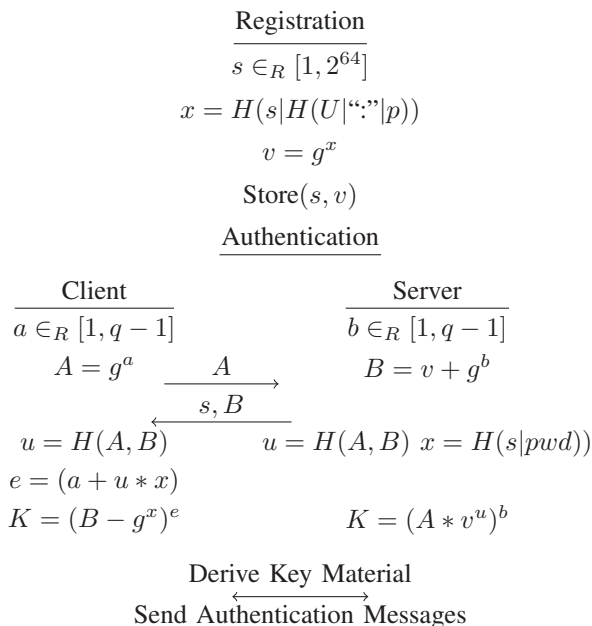 Registration
s ∈_R [1, 2^{64}]
x = H(s|H(U|“:”|p))
v = g^x
Store(s, v)
Authentication
Client Server
a ∈_R [1, q − 1] b ∈_R [1, q − 1]
A = g^a A B = v + g^b
s, B
u = H(A, B) u = H(A, B) x = H(s|pwd))
e = (a + u ∗ x)
K = (B − g^x)^e K = (A ∗ v^u)^b
Derive Key Material
Send Authentication Messages